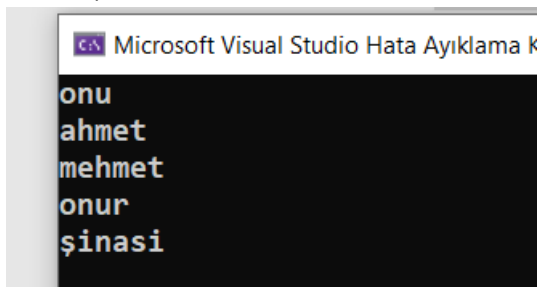 Microsoft Visual Studio Hata Ayıklama
onu
ahmet
mehmet
onur
şinasi